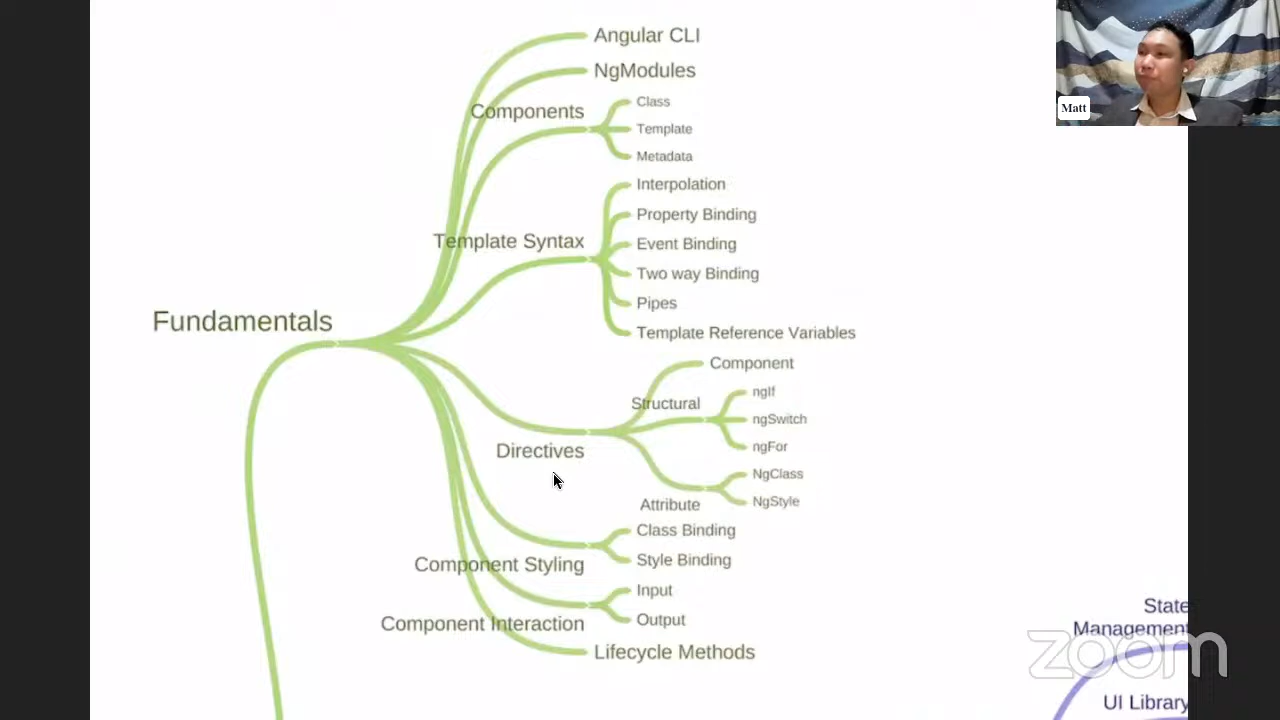 Angular CLI
NgModules
Components
Class
Template
Metadata
Matt
Template Syntax
Interpolation
Property Binding
Event Binding
Two way Binding
Pipes
Template Reference Variables
Fundamentals
Directives
Component
Structural
ngIf
ngSwitch
ngFor
Attribute
NgClass
NgStyle
Component Styling
Class Binding
Style Binding
Component Interaction
Input
Output
Lifecycle Methods
State
Management
UI Library
zoom